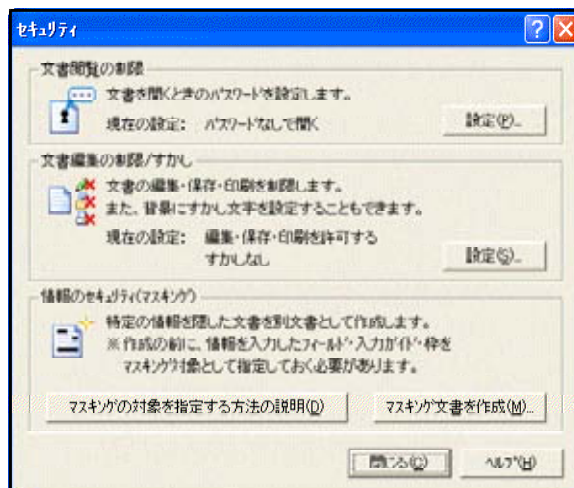 セキュリティ
文書閲覧の制限
文書を開くときのパスワードを設定します。
現在の設定： パスワードなしで開く
設定(P)...
文書編集の制限/すかし
文書の編集・保存・印刷を制限します。
また、背景にすかし文字を設定することもできます。
現在の設定： 編集・保存・印刷を許可する
すかしなし
設定(S)...
情報のセキュリティ(マスキング)
特定の情報を隠した文書を別文書として作成します。
※作成の前に、情報を入力したフィールド・入力ガイド・枠を
マスキング対象として指定しておく必要があります。
マスキングの対象を指定する方法の説明(D)
マスキング文書を作成(M)...
閉じる(C)
ヘルプ(H)